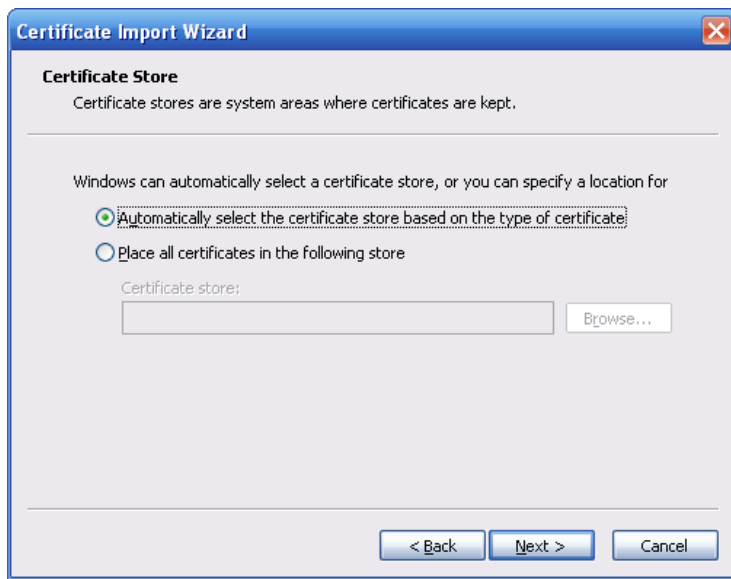 Certificate Import Wizard
Certificate Store
Certificate stores are system areas where certificates are kept.
Windows can automatically select a certificate store, or you can specify a location for
Automatically select the certificate store based on the type of certificate
Place all certificates in the following store
Certificate store:
Browse...
< Back
Next >
Cancel